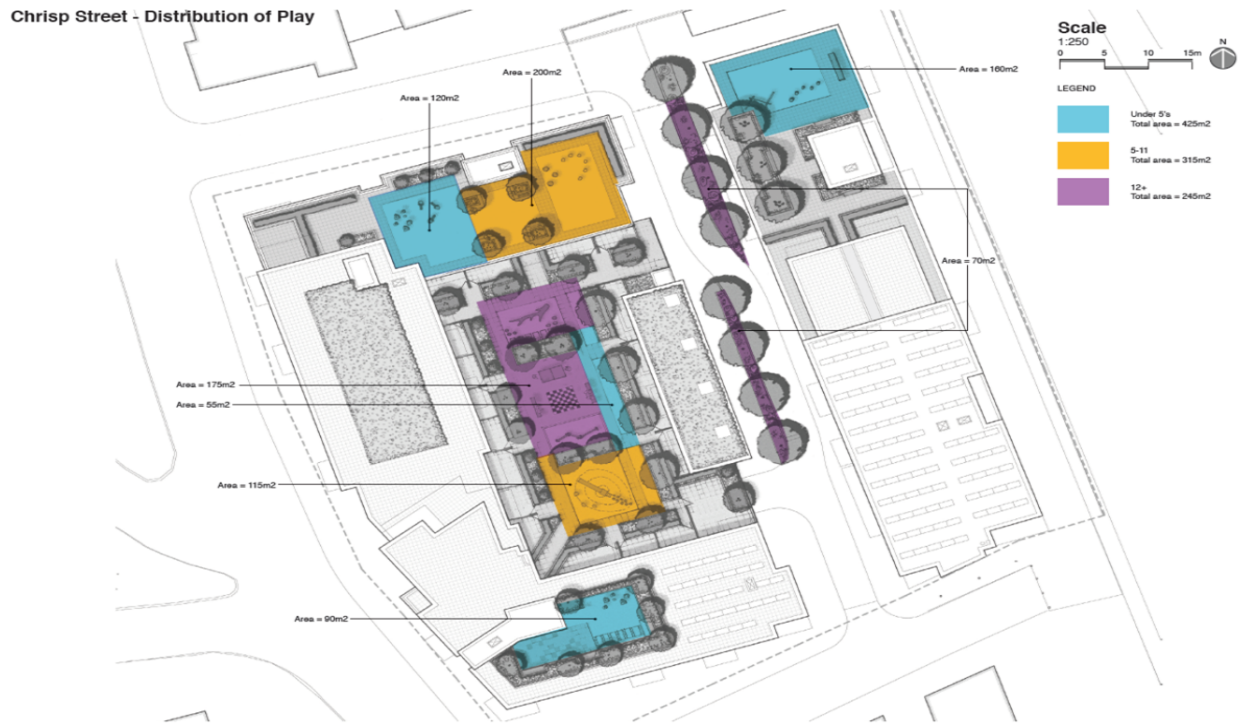 Chrisp Street - Distribution of Play
Scale
1:250
0 5 10 15m
N
LEGEND
Under 5's
Total area = 425m2
5-11
Total area = 315m2
12+
Total area = 245m2
Area = 200m2
Area = 120m2
Area = 160m2
Area = 70m2
Area = 175m2
Area = 55m2
Area = 115m2
Area = 90m2